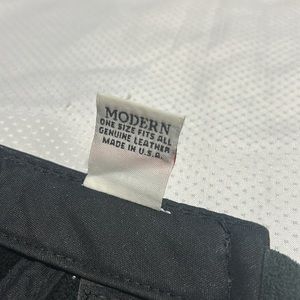 MODERN
ONE SIZE FITS ALL
GENUINE LEATHER
MADE IN U.S.A.